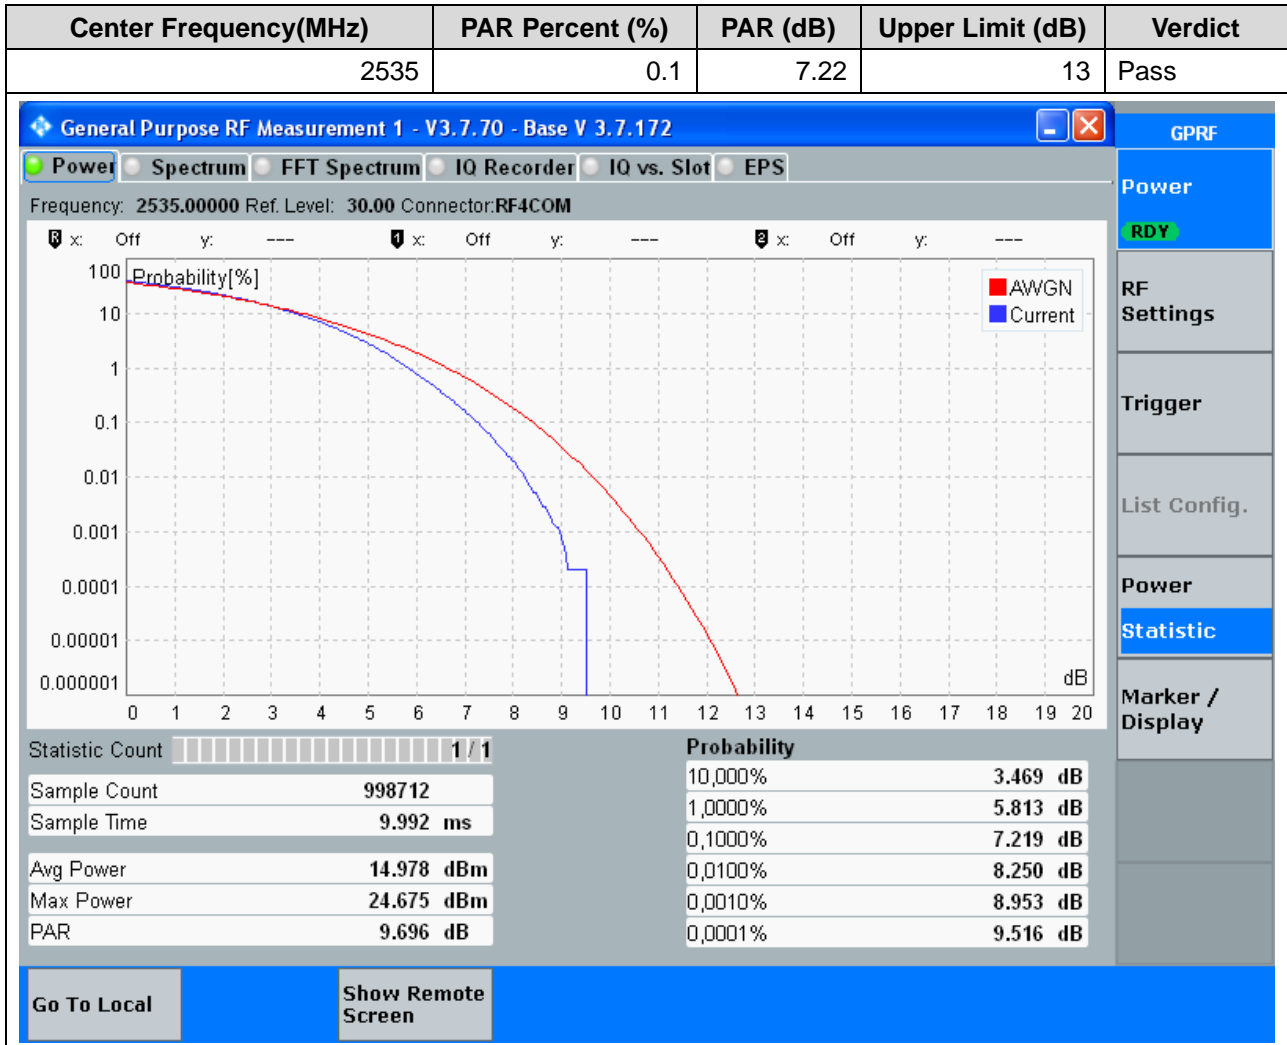 Center Frequency(MHz) PAR Percent (%) PAR (dB) Upper Limit (dB) Verdict
2535 0.1 7.22 13 Pass
General Purpose RF Measurement 1 - V3.7.70 - Base V 3.7.172
GPRF
Power Spectrum FFT Spectrum IQ Recorder IQ vs. Slot EPS
Frequency: 2535.00000 Ref. Level: 30.00 Connector:RF4COM
R x: Off y: --- 1 x: Off y: --- 2 x: Off y: ---
Probability[%]
AWGN
Current
100
10
1
0.1
0.01
0.001
0.0001
0.00001
0.000001
dB
0 1 2 3 4 5 6 7 8 9 10 11 12 13 14 15 16 17 18 19 20
Statistic Count 1 / 1
Sample Count 998712
Sample Time 9.992 ms
Avg Power 14.978 dBm
Max Power 24.675 dBm
PAR 9.696 dB
Probability
10,000% 3.469 dB
1,0000% 5.813 dB
0,1000% 7.219 dB
0,0100% 8.250 dB
0,0010% 8.953 dB
0,0001% 9.516 dB
Power
RDY
RF
Settings
Trigger
List Config.
Power
Statistic
Marker /
Display
Go To Local
Show Remote
Screen